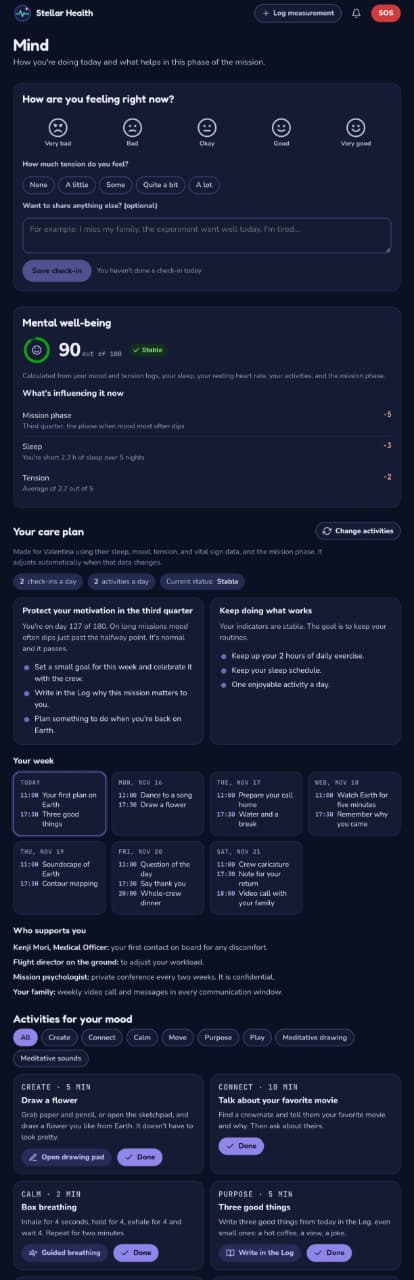 Stellar Health
+ Log measurement
SOS
Mind
How you're doing today and what helps in this phase of the mission.
How are you feeling right now?
Very bad
Bad
Okay
Good
Very good
How much tension do you feel?
None
A little
Some
Quite a bit
A lot
Want to share anything else? (optional)
For example: I miss my family, the experiment went well today, I'm tired...
Save check-in
You haven't done a check-in today
Mental well-being
90 out of 100
Stable
Calculated from your mood and tension logs, your sleep, your resting heart rate, your activities, and the mission phase.
What's influencing it now
Mission phase
-5
Third quarter, the phase when mood most often dips
Sleep
-3
You're short 2.3 h of sleep over 5 nights
Tension
-2
Average of 2.7 out of 5
Your care plan
Change activities
Made for Valentina using their sleep, mood, tension, and vital sign data, and the mission phase. It
adjusts automatically when that data changes.
2 check-ins a day
2 activities a day
Current status: Stable
Protect your motivation in the third quarter
You're on day 127 of 180. On long missions mood
often dips just past the halfway point. It's normal
and it passes.
Set a small goal for this week and celebrate it
with the crew.
Write in the Log why this mission matters to
you.
Plan something to do when you're back on
Earth.
Keep doing what works
Your indicators are stable. The goal is to keep your
routines.
Keep up your 2 hours of daily exercise.
Keep your sleep schedule.
One enjoyable activity a day.
Your week
TODAY
11:00 Your first plan on
Earth
17:30 Three good
things
MON, NOV 16
11:00 Dance to a song
17:30 Draw a flower
TUE, NOV 17
11:00 Prepare your call
home
17:30 Water and a
break
WED, NOV 18
11:00 Watch Earth for
five minutes
17:30 Remember why
you came
THU, NOV 19
11:00 Soundscape of
Earth
17:30 Contour mapping
FRI, NOV 20
11:00 Question of the
day
17:30 Say thank you
20:00 Whole-crew
dinner
SAT, NOV 21
11:00 Crew caricature
17:30 Note for your
return
18:00 Video call with
your family
Who supports you
Kenji Mori, Medical Officer: your first contact on board for any discomfort.
Flight director on the ground: to adjust your workload.
Mission psychologist: private conference every two weeks. It is confidential.
Your family: weekly video call and messages in every communication window.
Activities for your mood
All
Create
Connect
Calm
Move
Purpose
Play
Meditative drawing
Meditative sounds
CREATE · 5 MIN
Draw a flower
Grab paper and pencil, or open the sketchpad, and
draw a flower you like from Earth. It doesn't have to
look pretty.
Open drawing pad
Done
CONNECT · 10 MIN
Talk about your favorite movie
Find a crewmate and tell them your favorite movie
and why. Then ask about theirs.
Done
CALM · 2 MIN
Box breathing
Inhale for 4 seconds, hold for 4, exhale for 4 and
wait 4. Repeat for two minutes.
Guided breathing
Done
PURPOSE · 5 MIN
Three good things
Write three good things from today in the Log, even
small ones: a hot coffee, a view, a joke.
Write in the Log
Done